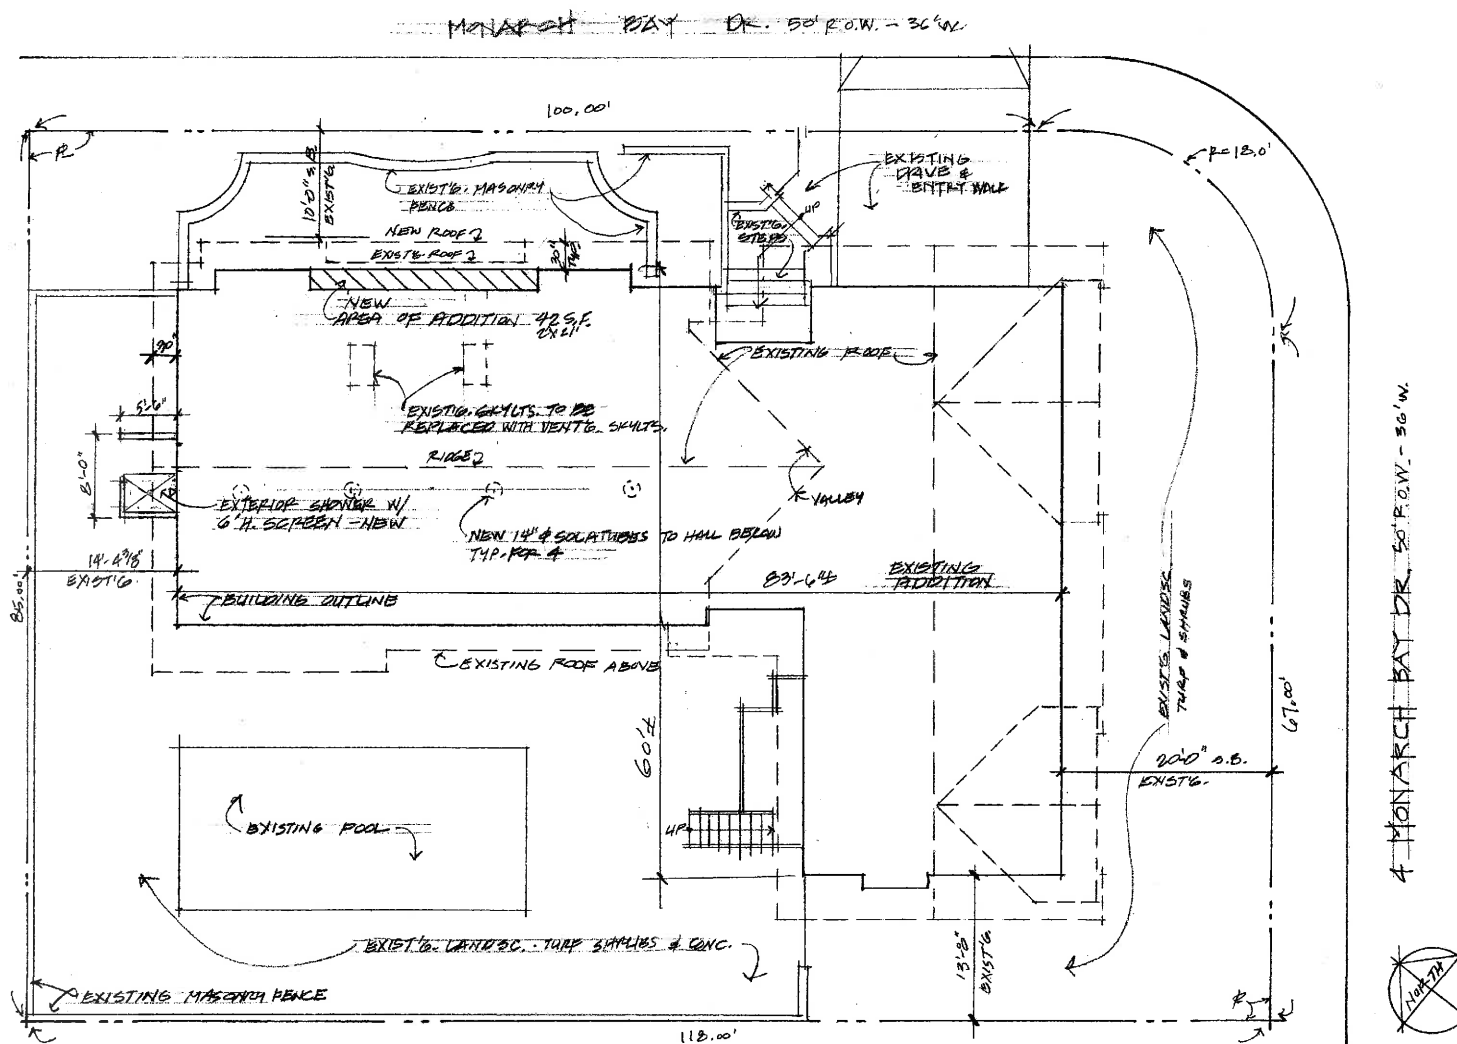 MONARCH BAY DR. 50' R.O.W. - 36' W.
100.00'
R=18.0'
EXISTING
DRIVE &
ENTRY WALK
UP
EXIST'G. MASONRY
FENCE
10'-0" S.B.
EXIST'G.
EXIST'G.
STEPS
NEW ROOF
EXIST'G ROOF
30"
TYP.
NEW
AREA OF ADDITION 42 S.F.
2'X21'
EXISTING ROOF
5'-6"
EXIST'G. SKYLTS. TO BE
REPLACED WITH VENT'G. SKYLTS.
RIDGE
8'-0"
VALLEY
EXTERIOR SHOWER W/
6' H. SCREEN - NEW
NEW 14" φ SOLATUBES TO HALL BELOW
TYP. FOR 4
14'-4 7/8"
EXIST'G.
83'-6"±
EXISTING
ADDITION
BUILDING OUTLINE
85.00'
EXISTING ROOF ABOVE
EXIST'G. LANDSC.
TURF & SHRUBS
60'±
67.00'
20'-0" S.B.
EXIST'G.
4 MONARCH BAY DR. 50' R.O.W. - 36' W.
EXISTING POOL
UP
EXIST'G. LANDSC. - TURF SHRUBS & CONC.
13'-8"
EXIST'G.
EXISTING MASONRY FENCE
NORTH
118.00'